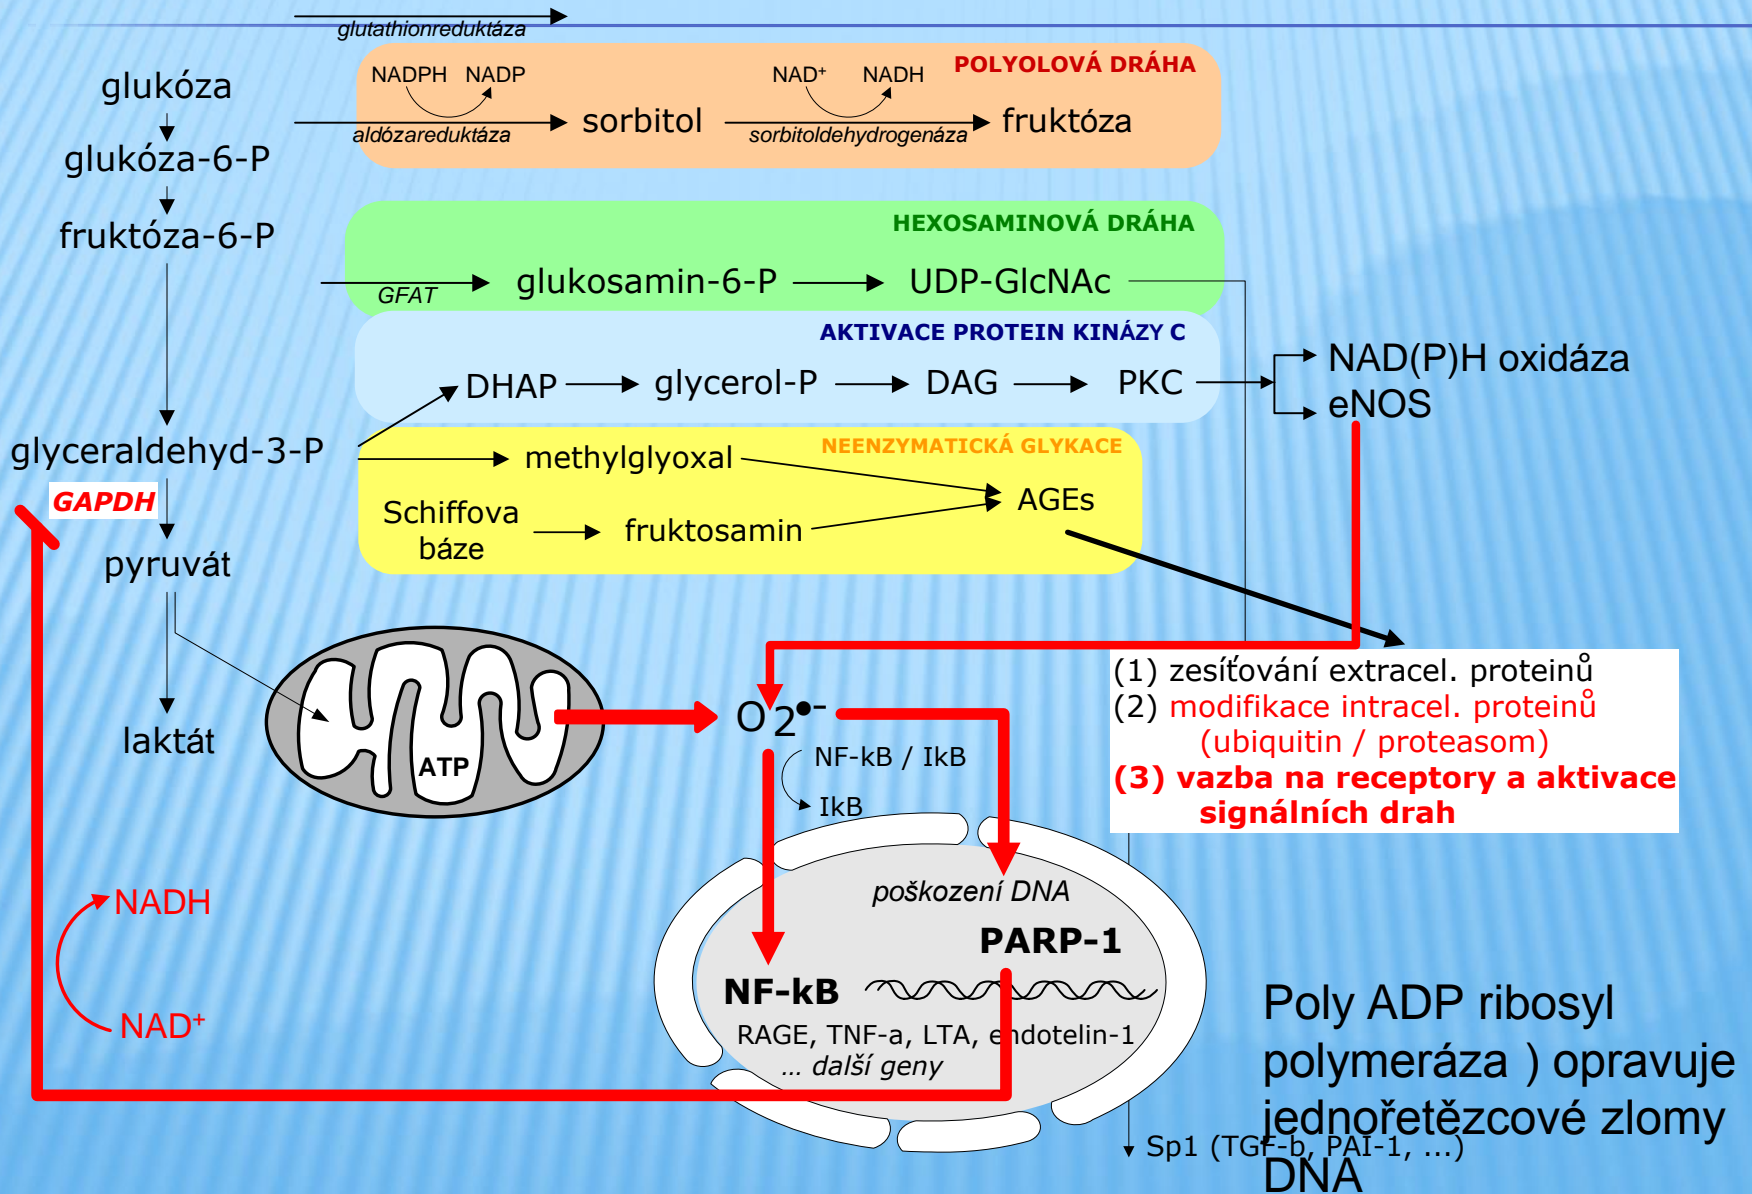 glutathionreduktáza
POLYOLOVÁ DRÁHA
NADPH NADP
NAD+ NADH
glukóza
aldózareduktáza
sorbitol
sorbitoldehydrogenáza
fruktóza
glukóza-6-P
fruktóza-6-P
HEXOSAMINOVÁ DRÁHA
GFAT
glukosamin-6-P
UDP-GlcNAc
AKTIVACE PROTEIN KINÁZY C
DHAP
glycerol-P
DAG
PKC
NAD(P)H oxidáza
eNOS
glyceraldehyd-3-P
NEENZYMATICKÁ GLYKACE
methylglyoxal
AGEs
GAPDH
Schiffova
báze
fruktosamin
pyruvát
laktát
ATP
O2•-
NF-kB / IkB
IkB
(1) zesíťování extracel. proteinů
(2) modifikace intracel. proteinů
(ubiquitin / proteasom)
(3) vazba na receptory a aktivace
signálních drah
NADH
NAD+
poškození DNA
PARP-1
NF-kB
RAGE, TNF-a, LTA, endotelin-1
... další geny
Poly ADP ribosyl
polymeráza ) opravuje
jednořetězcové zlomy
DNA
Sp1 (TGF-b, PAI-1, ...)